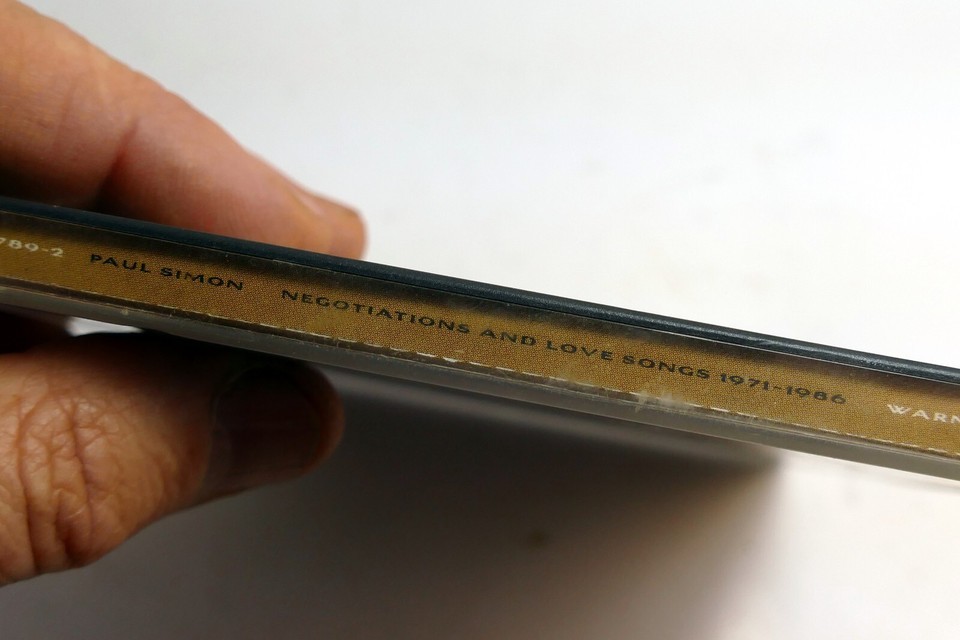 789-2 PAUL SIMON NEGOTIATIONS AND LOVE SONGS 1971-1986 WARN